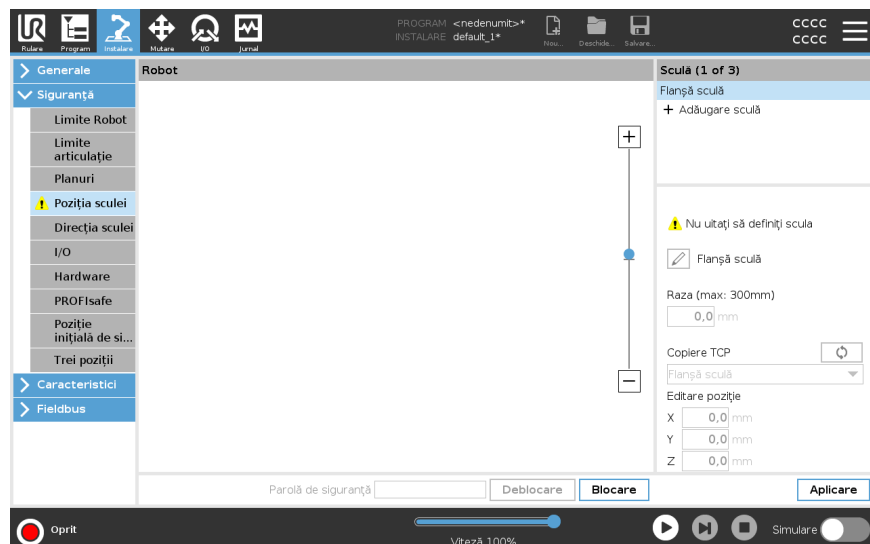 PROGRAM <nedenumit>*
INSTALARE default_1*
Rulare
Program
Instalare
Mutare
I/O
Jurnal
Nou...
Deschide...
Salvare...
CCCC
CCCC
Generale
Siguranță
Limite Robot
Limite
articulație
Planuri
Poziția sculei
Direcția sculei
I/O
Hardware
PROFIsafe
Poziție
inițială de si...
Trei poziții
Caracteristici
Fieldbus
Robot
Parolă de siguranță
Deblocare
Blocare
Sculă (1 of 3)
Flanșă sculă
+ Adăugare sculă
Nu uitați să definiți scula
Flanșă sculă
Raza (max: 300mm)
0,0 mm
Copiere TCP
Flanșă sculă
Editare poziție
X 0,0 mm
Y 0,0 mm
Z 0,0 mm
Aplicare
Oprit
Viteză 100%
Simulare